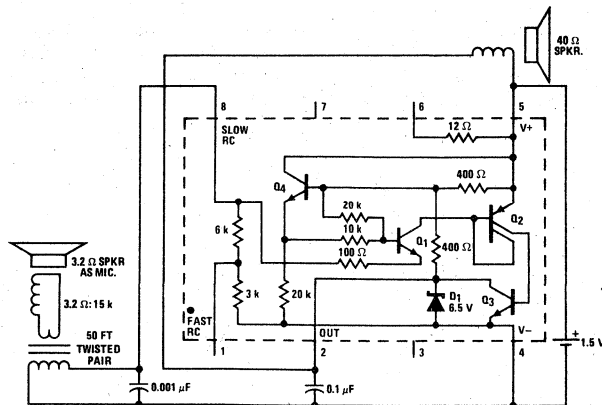 40 Ω
SPKR.
8
7
6
5
SLOW
RC
12 Ω
V+
Q4
400 Ω
20 k
Q2
6 k
10 k
Q1
400 Ω
100 Ω
3.2 Ω SPKR
AS MIC.
3 k
20 k
D1
6.5 V
Q3
3.2 Ω:15 k
FAST
RC
OUT
V−
50 FT
TWISTED
PAIR
1
2
3
4
+
1.5 V
0.001 µF
0.1 µF